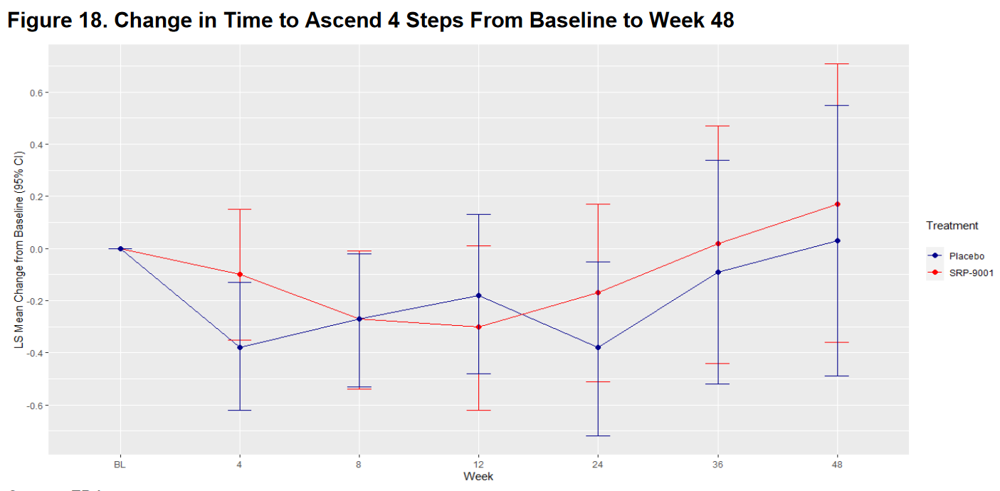 Figure 18. Change in Time to Ascend 4 Steps From Baseline to Week 48
LS Mean Change from Baseline (95% CI)
0.6
0.4
0.2
0.0
-0.2
-0.4
-0.6
BL 4 8 12 24 36 48
Week
Treatment
Placebo
SRP-9001